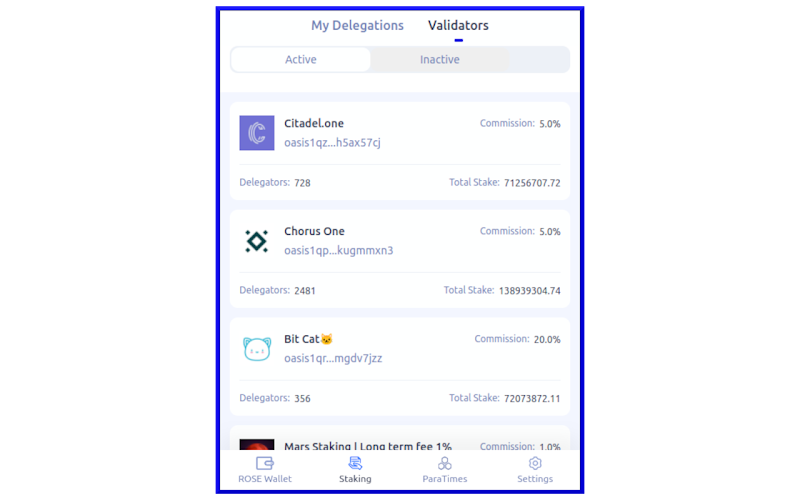 My Delegations Validators
Active Inactive
Citadel.one Commission: 5.0%
oasis1qz...h5ax57cj
Delegators: 728 Total Stake: 71256707.72
Chorus One Commission: 5.0%
oasis1qp...kugmmxn3
Delegators: 2481 Total Stake: 138939304.74
Bit Cat😼 Commission: 20.0%
oasis1qr...mgdv7jzz
Delegators: 356 Total Stake: 72073872.11
Mars Staking | Long term fee 1% Commission: 1.0%
ROSE Wallet Staking ParaTimes Settings